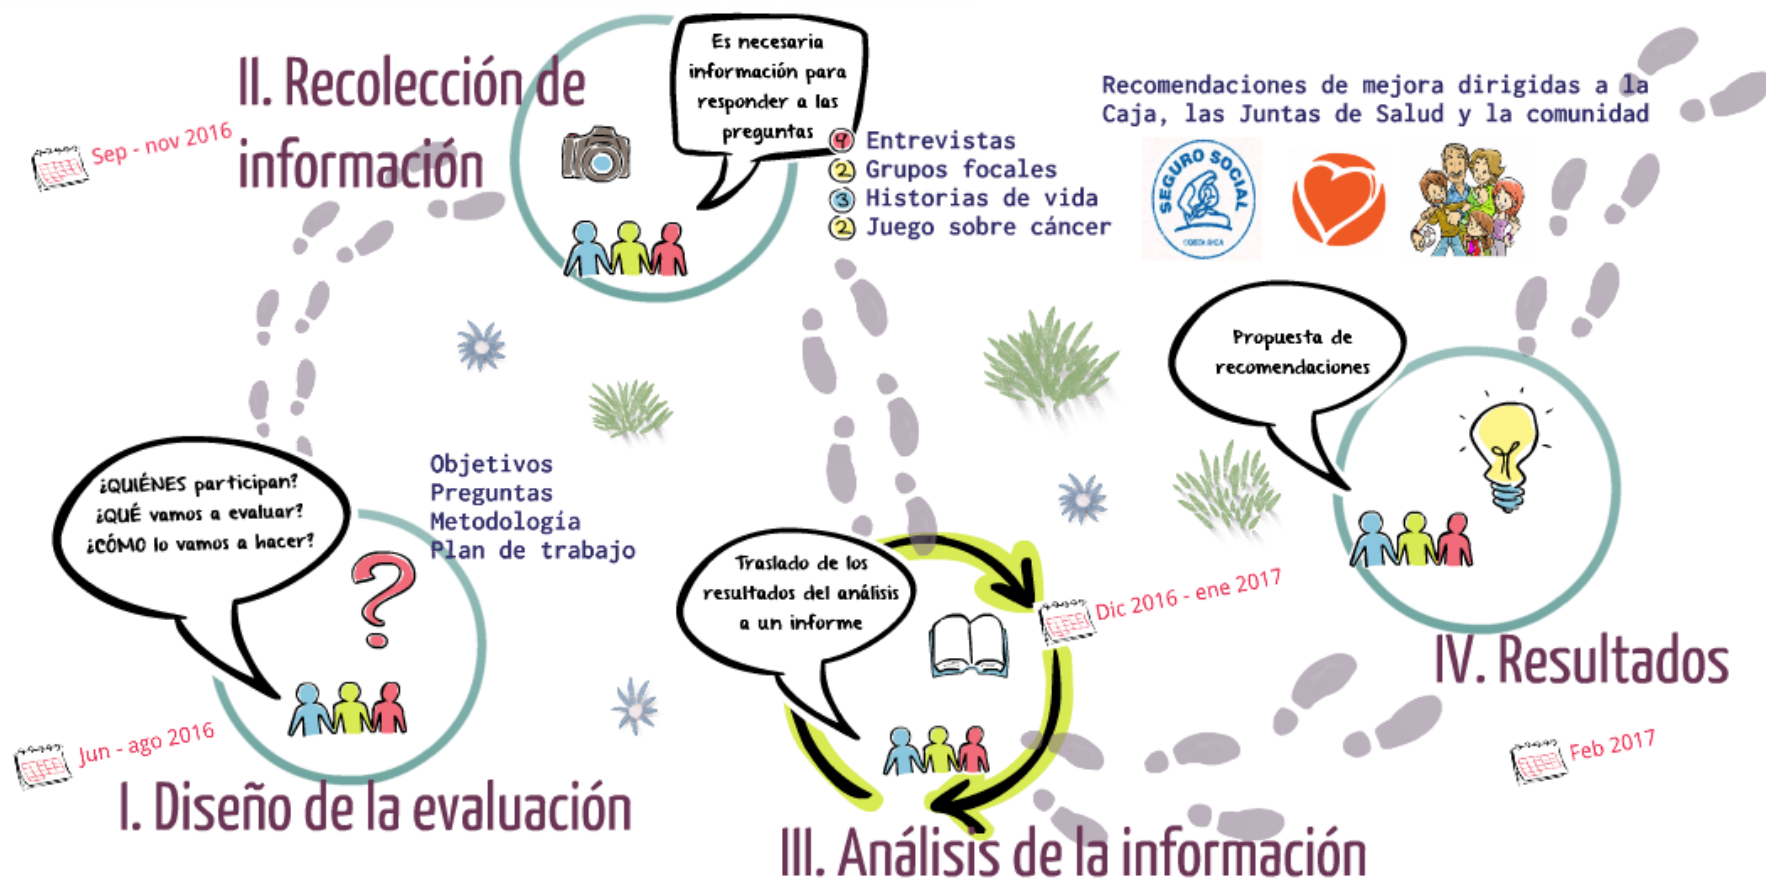 II. Recolección de
información
Sep - nov 2016
Es necesaria
información para
responder a las
preguntas
9 Entrevistas
2 Grupos focales
3 Historias de vida
2 Juego sobre cáncer
Recomendaciones de mejora dirigidas a la
Caja, las Juntas de Salud y la comunidad
SEGURO SOCIAL
COSTA RICA
Propuesta de
recomendaciones
¿QUIÉNES participan?
¿QUÉ vamos a evaluar?
¿CÓMO lo vamos a hacer?
Objetivos
Preguntas
Metodología
Plan de trabajo
Jun - ago 2016
I. Diseño de la evaluación
Traslado de los
resultados del análisis
a un informe
Dic 2016 - ene 2017
III. Análisis de la información
IV. Resultados
Feb 2017